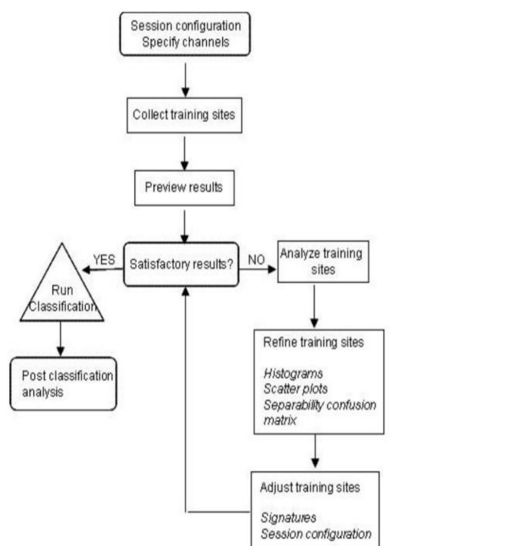 Session configuration
Specify channels
Collect training sites
Preview results
Satisfactory results?
YES
NO
Run
Classification
Post classification
analysis
Analyze training
sites
Refine training sites
Histograms
Scatter plots
Separability confusion
matrix
Adjust training sites
Signatures
Session configuration